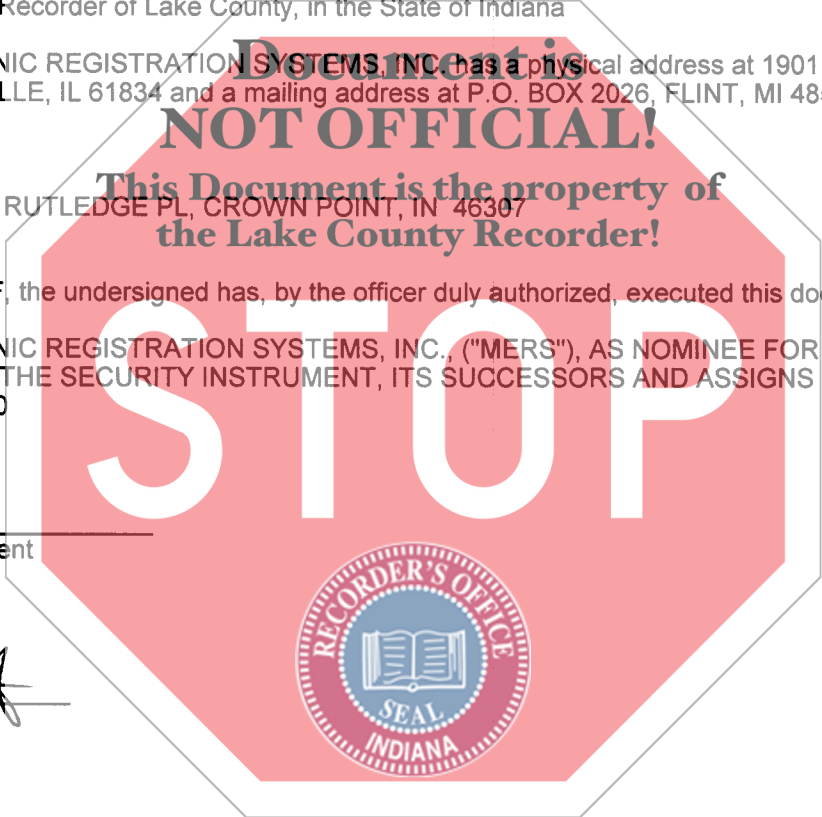 Recorder of Lake County, in the State of Indiana
Document is
NIC REGISTRATION SYSTEMS, INC. has a physical address at 1901
LLE, IL 61834 and a mailing address at P.O. BOX 2026, FLINT, MI 48
NOT OFFICIAL!
This Document is the property of
RUTLEDGE PL, CROWN POINT, IN 46307
the Lake County Recorder!
, the undersigned has, by the officer duly authorized, executed this do
NIC REGISTRATION SYSTEMS, INC., ("MERS"), AS NOMINEE FOR
THE SECURITY INSTRUMENT, ITS SUCCESSORS AND ASSIGNS
STOP
ent
RECORDER'S OFFICE
SEAL
INDIANA